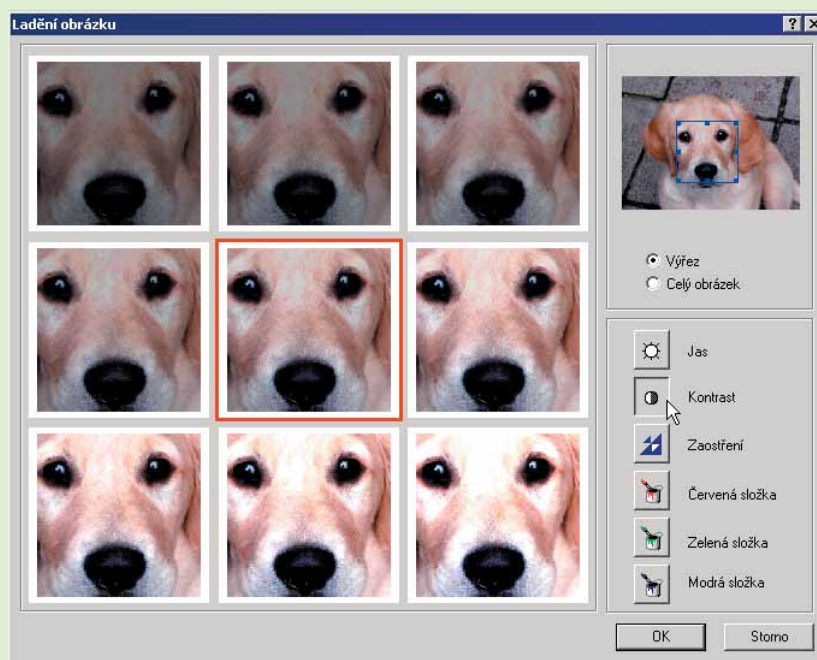 Ladění obrázku
Výřez
Celý obrázek
Jas
Kontrast
Zaostření
Červená složka
Zelená složka
Modrá složka
OK
Storno